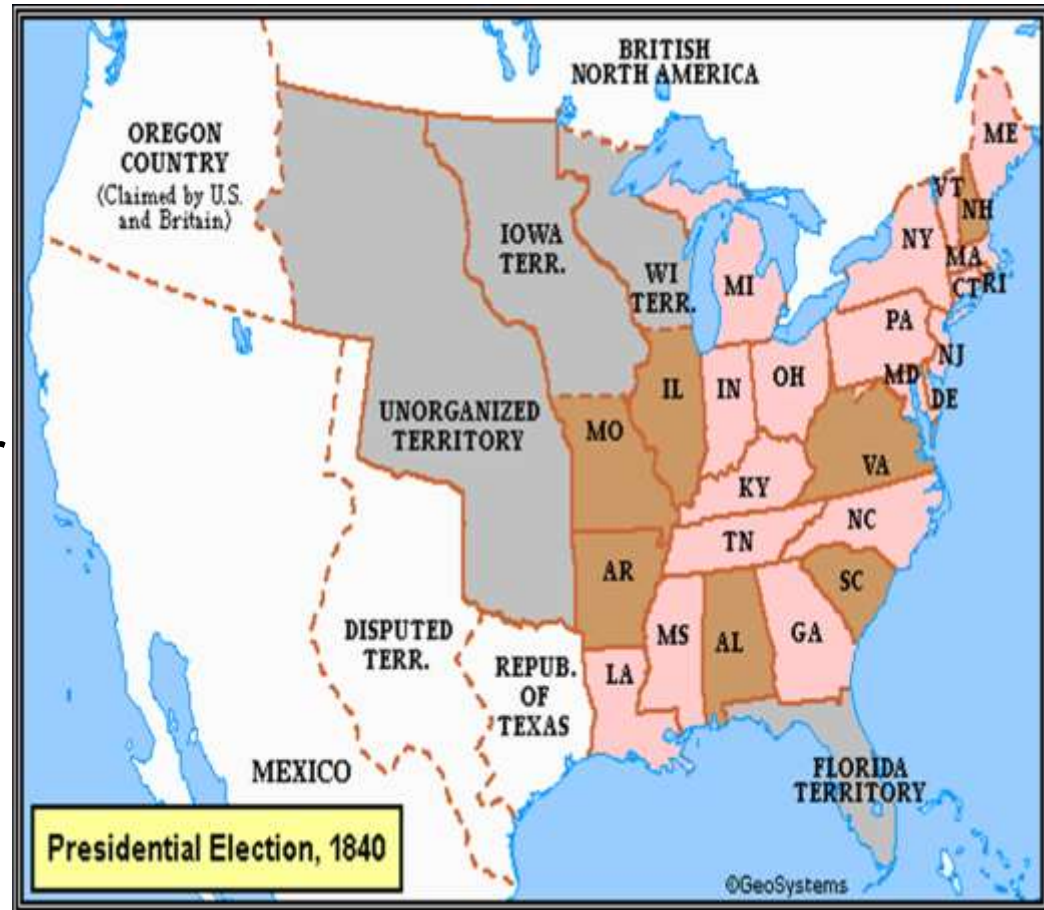 BRITISH
NORTH AMERICA
OREGON
COUNTRY
(Claimed by U.S.
and Britain)
ME
VT
NH
NY
MA
CT
RI
IOWA
TERR.
WI
TERR.
MI
PA
NJ
MD
DE
OH
IN
IL
UNORGANIZED
TERRITORY
MO
VA
KY
NC
TN
AR
SC
MS
AL
GA
DISPUTED
TERR.
REPUB.
OF
TEXAS
LA
MEXICO
FLORIDA
TERRITORY
Presidential Election, 1840
©GeoSystems